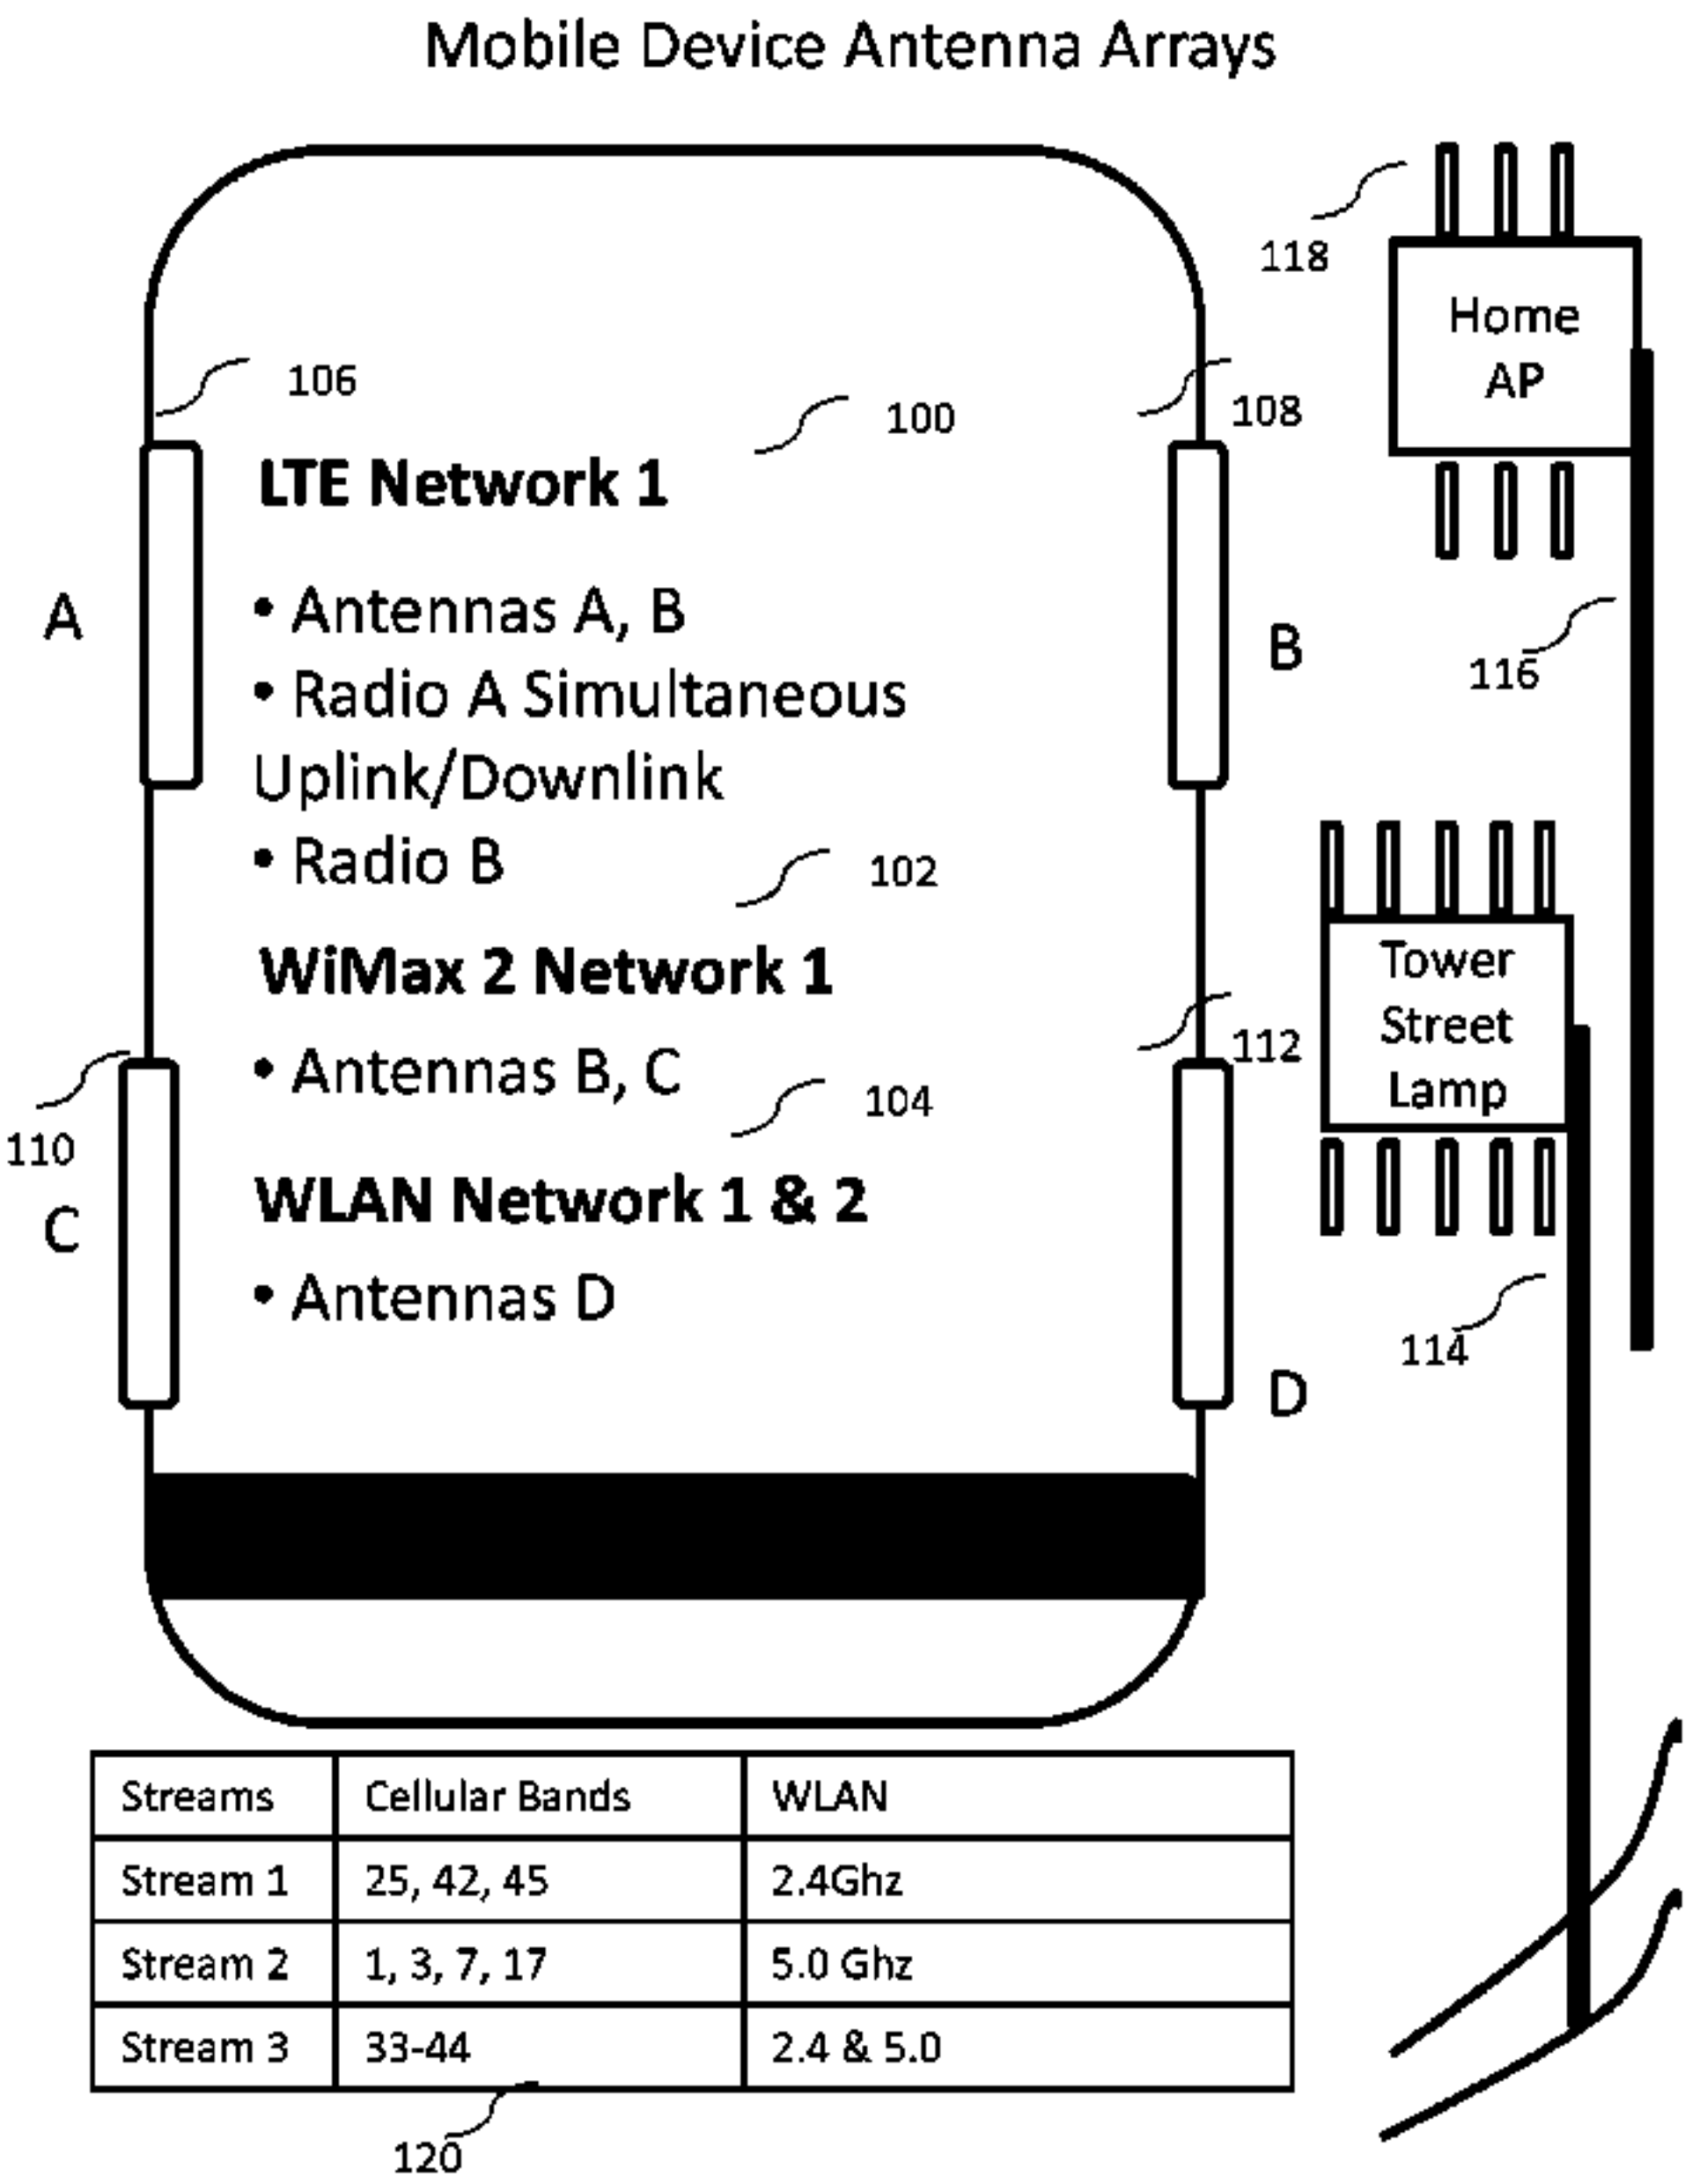 Mobile Device Antenna Arrays
118
Home
AP
106
100
108
LTE Network 1
A
• Antennas A, B
B
• Radio A Simultaneous
116
Uplink/Downlink
• Radio B
102
WiMax 2 Network 1
Tower
Street
Lamp
112
• Antennas B, C
104
110
C
WLAN Network 1 & 2
• Antennas D
114
D
Streams Cellular Bands WLAN
Stream 1 25, 42, 45 2.4Ghz
Stream 2 1, 3, 7, 17 5.0 Ghz
Stream 3 33-44 2.4 & 5.0
120